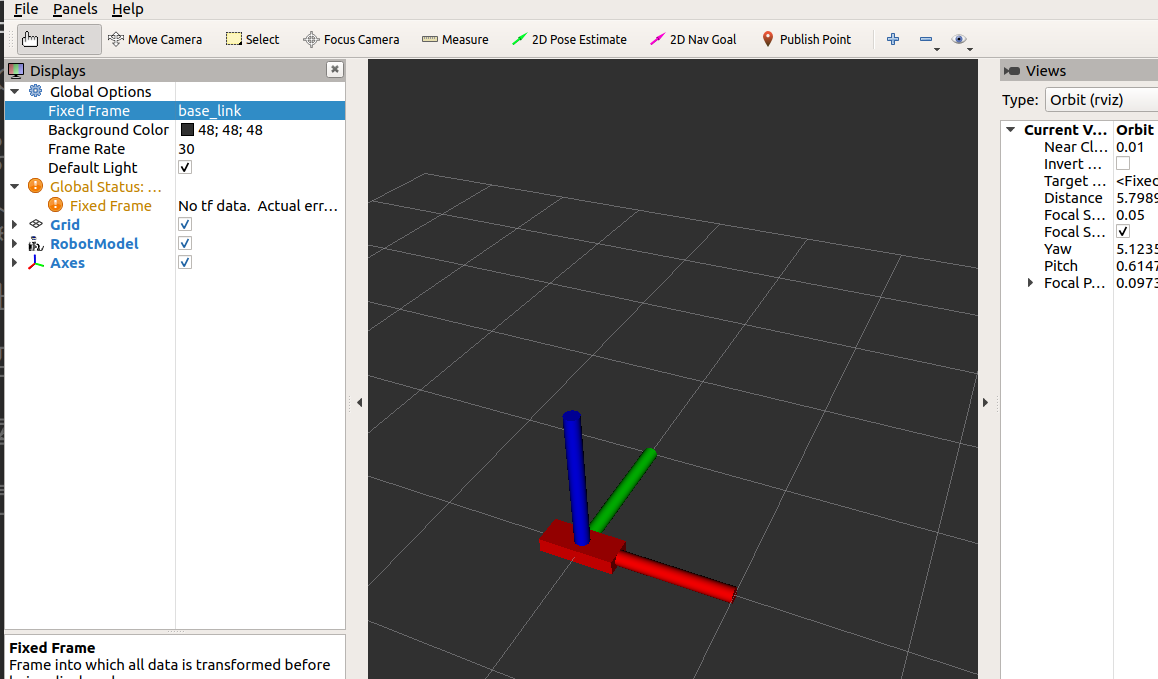 File Panels Help
Interact Move Camera Select Focus Camera Measure 2D Pose Estimate 2D Nav Goal Publish Point
Displays
Global Options
Fixed Frame base_link
Background Color 48; 48; 48
Frame Rate 30
Default Light
Global Status: ...
Fixed Frame No tf data. Actual err...
Grid
RobotModel
Axes
Fixed Frame
Frame into which all data is transformed before
Views
Type: Orbit (rviz)
Current V... Orbit
Near Cl... 0.01
Invert ...
Target ... <Fixed
Distance 5.7989
Focal S... 0.05
Focal S...
Yaw 5.1235
Pitch 0.6147
Focal P... 0.0973